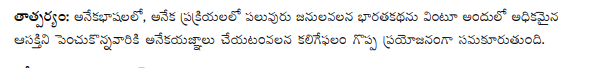 తాత్పర్యం: అనేకభాషలలో, అనేక ప్రక్రియలలో పలువురు జనులవలన భారతకథను వింటూ అందులో అధికమైన
ఆసక్తిని పెంచుకొన్నవారికి అనేకయజ్ఞాలు చేయటంవలన కలిగేఫలం గొప్ప ప్రయోజనంగా సమకూరుతుంది.